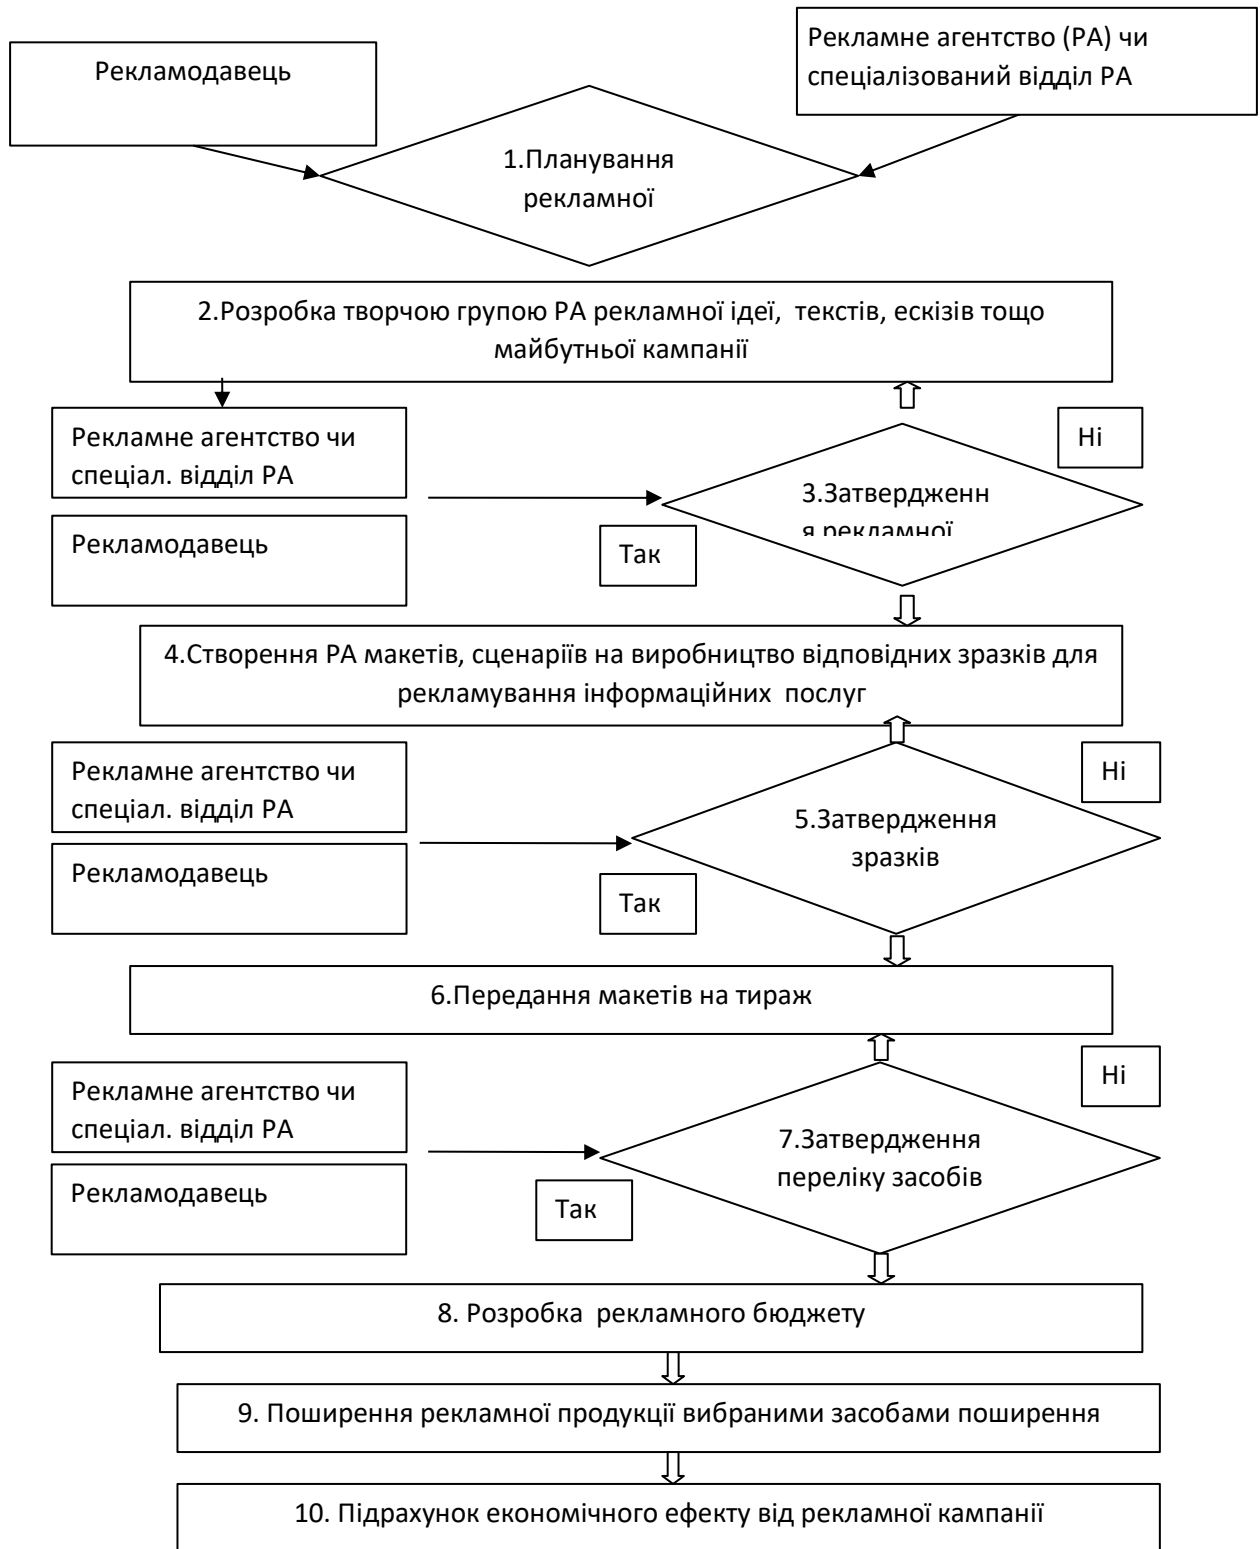 Рекламодавець
Рекламне агентство (РА) чи
спеціалізований відділ РА
1.Планування
рекламної
2.Розробка творчою групою РА рекламної ідеї,  текстів, ескізів тощо
майбутньої кампанії
Рекламне агентство чи
спеціал. відділ РА
Ні
3.Затвердженн
я рекламної
Рекламодавець
Так
4.Створення РА макетів, сценаріїв на виробництво відповідних зразків для
рекламування інформаційних  послуг
Рекламне агентство чи
спеціал. відділ РА
Ні
5.Затвердження
зразків
Рекламодавець
Так
6.Передання макетів на тираж
Рекламне агентство чи
спеціал. відділ РА
Ні
7.Затвердження
переліку засобів
Рекламодавець
Так
8. Розробка  рекламного бюджету
9. Поширення рекламної продукції вибраними засобами поширення
10. Підрахунок економічного ефекту від рекламної кампанії